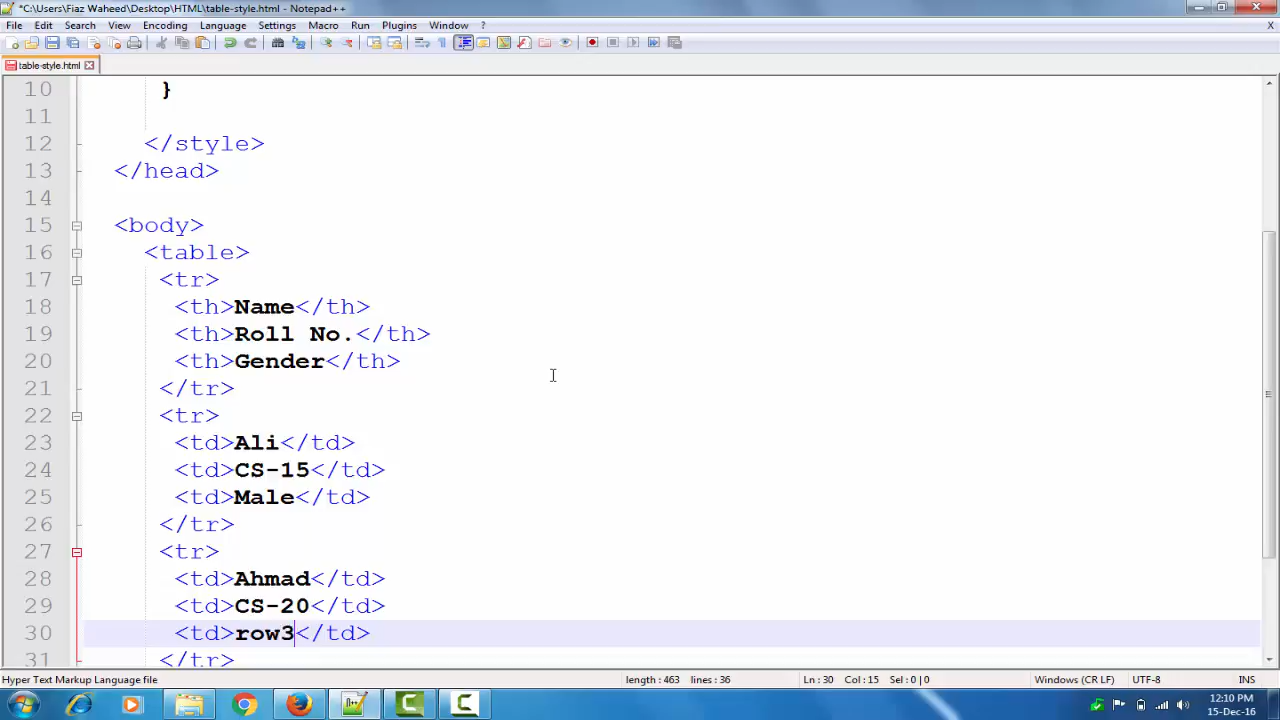 *C:\Users\Fiaz Waheed\Desktop\HTML\table-style.html - Notepad++
File Edit Search View Encoding Language Settings Macro Run Plugins Window ? X
table-style.html
10 }
11
12 </style>
13 </head>
14
15 <body>
16 <table>
17 <tr>
18 <th>Name</th>
19 <th>Roll No.</th>
20 <th>Gender</th>
21 </tr>
22 <tr>
23 <td>Ali</td>
24 <td>CS-15</td>
25 <td>Male</td>
26 </tr>
27 <tr>
28 <td>Ahmad</td>
29 <td>CS-20</td>
30 <td>row3</td>
31 </tr>
Hyper Text Markup Language file length : 463 lines : 36 Ln : 30 Col : 15 Sel : 0 | 0 Windows (CR LF) UTF-8 INS
12:10 PM
15-Dec-16